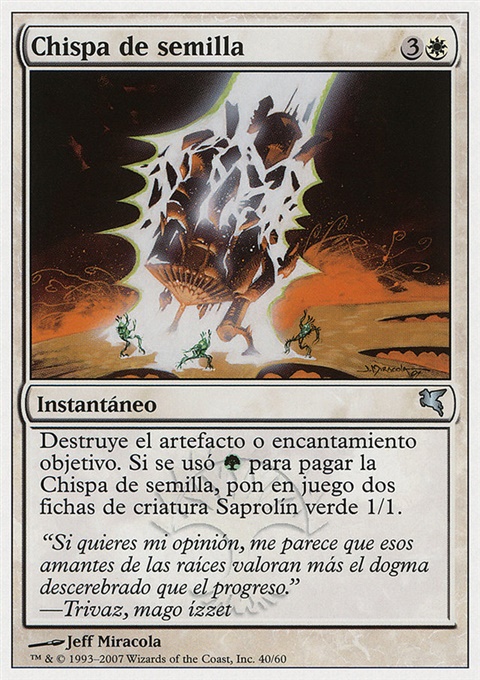 Chispa de semilla 3
J. MIRACOLA
Instantáneo
Destruye el artefacto o encantamiento
objetivo. Si se usó para pagar la
Chispa de semilla, pon en juego dos
fichas de criatura Saprolín verde 1/1.
“Si quieres mi opinión, me parece que esos
amantes de las raíces valoran más el dogma
descerebrado que el progreso.”
—Trivaz, mago ízzet
Jeff Miracola
™ & © 1993–2007 Wizards of the Coast, Inc. 40/60